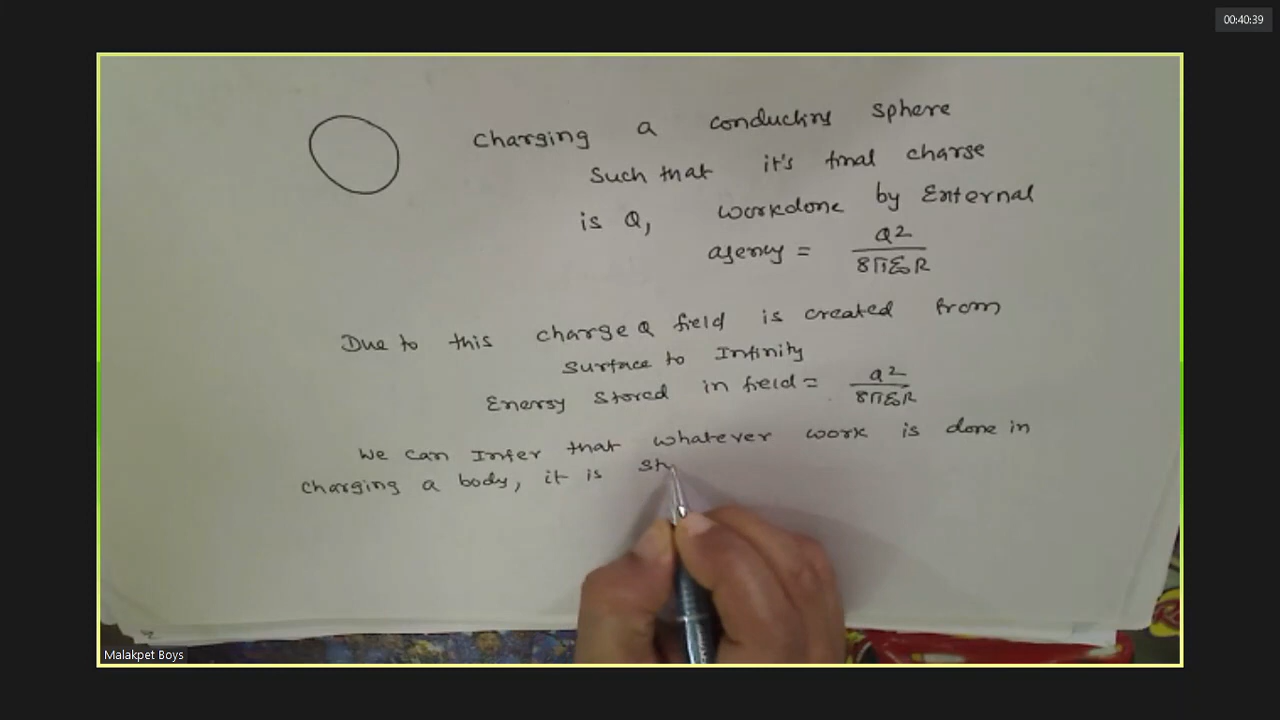 00:40:39
Charging a conducting sphere
such that it's final charge
is Q, workdone by External
agency = Q2/8πε0R
Due to this charge Q field is created from
surface to Infinity
Energy stored in field = Q2/8πε0R
We can Infer that whatever work is done in
charging a body, it is st
Malakpet Boys